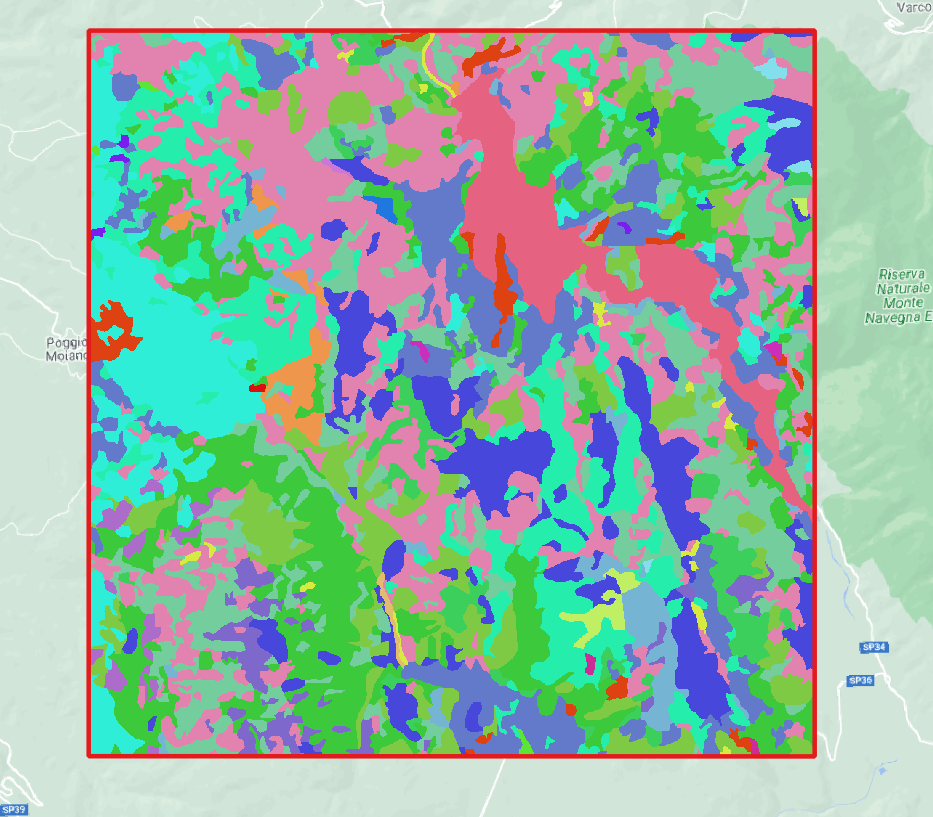 Varco
Riserva
Naturale
Monte
Navegna E
Poggio
Moiano
SP34
SP36
SP39